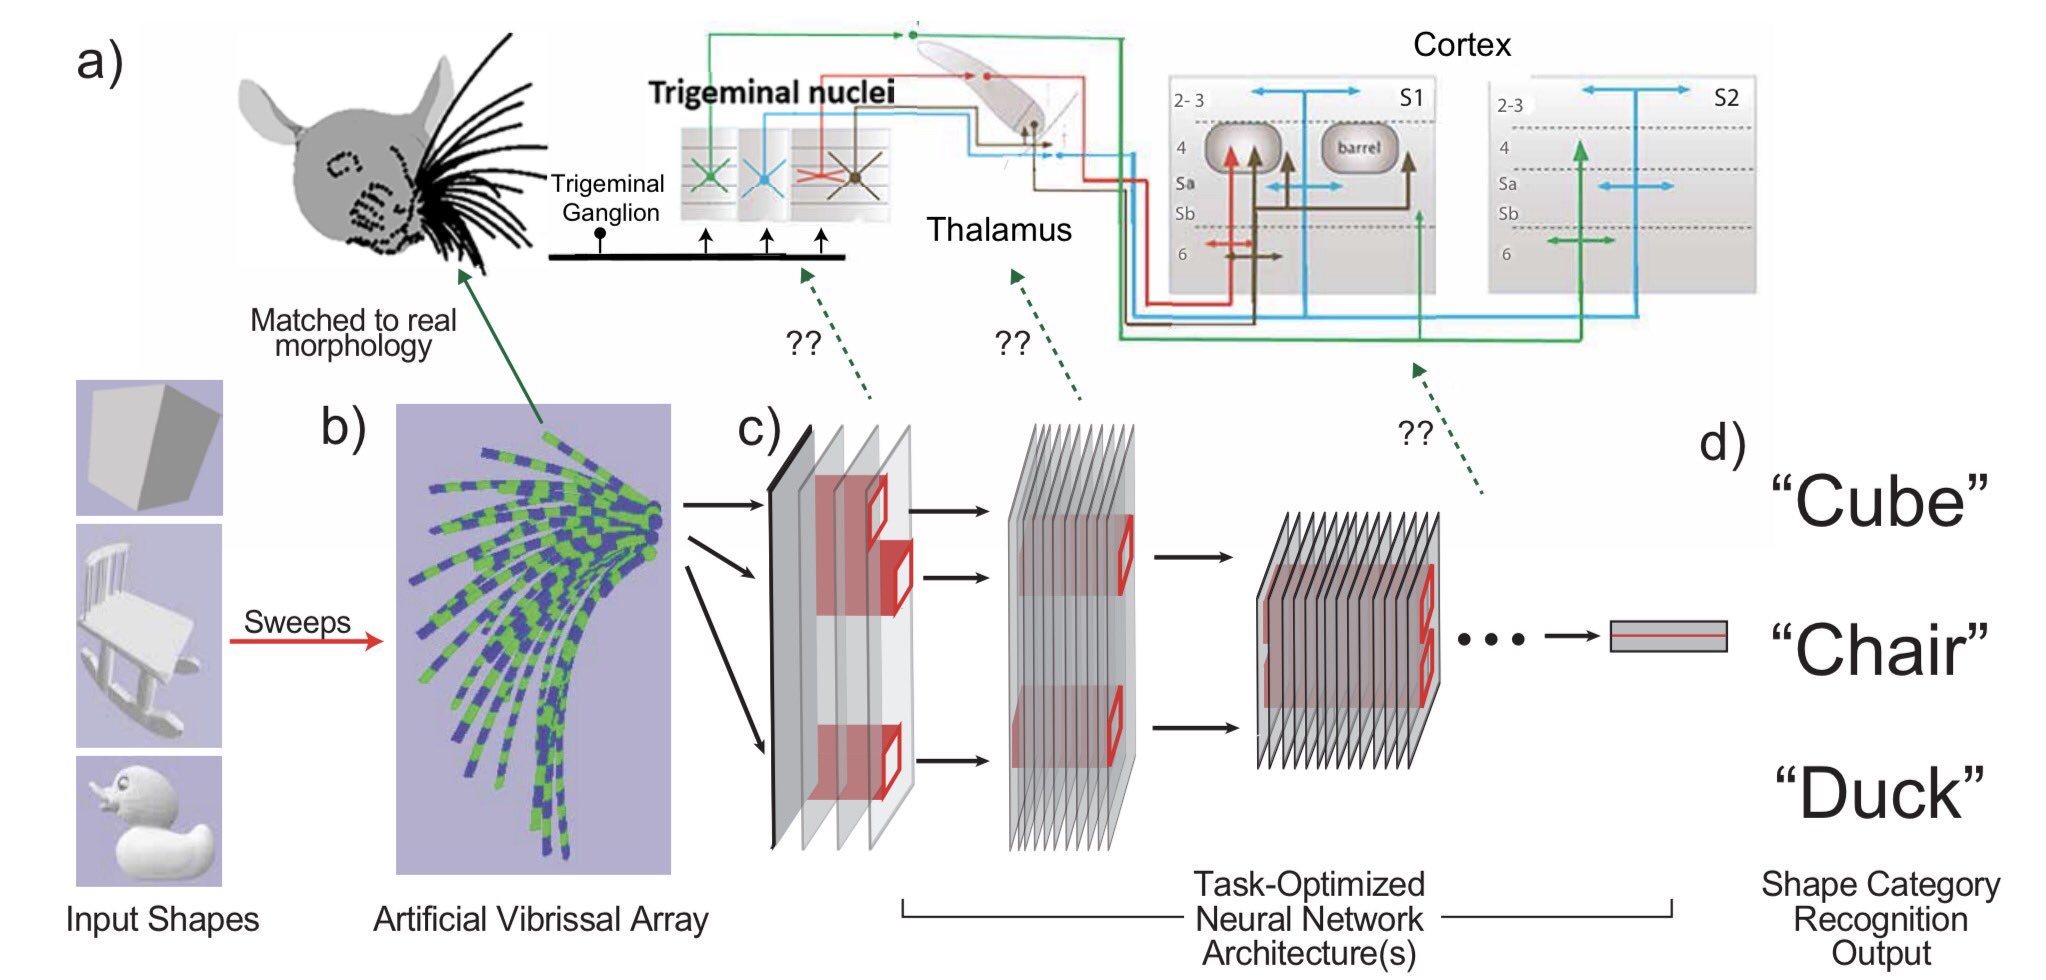 a)
Trigeminal
Ganglion
Trigeminal nuclei
Thalamus
Cortex
S1
2- 3
4
barrel
Sa
Sb
6
S2
2-3
4
Sa
Sb
6
Matched to real
morphology
??
??
??
b)
c)
d)
Sweeps
Input Shapes
Artificial Vibrissal Array
Task-Optimized
Neural Network
Architecture(s)
“Cube”
“Chair”
“Duck”
Shape Category
Recognition
Output